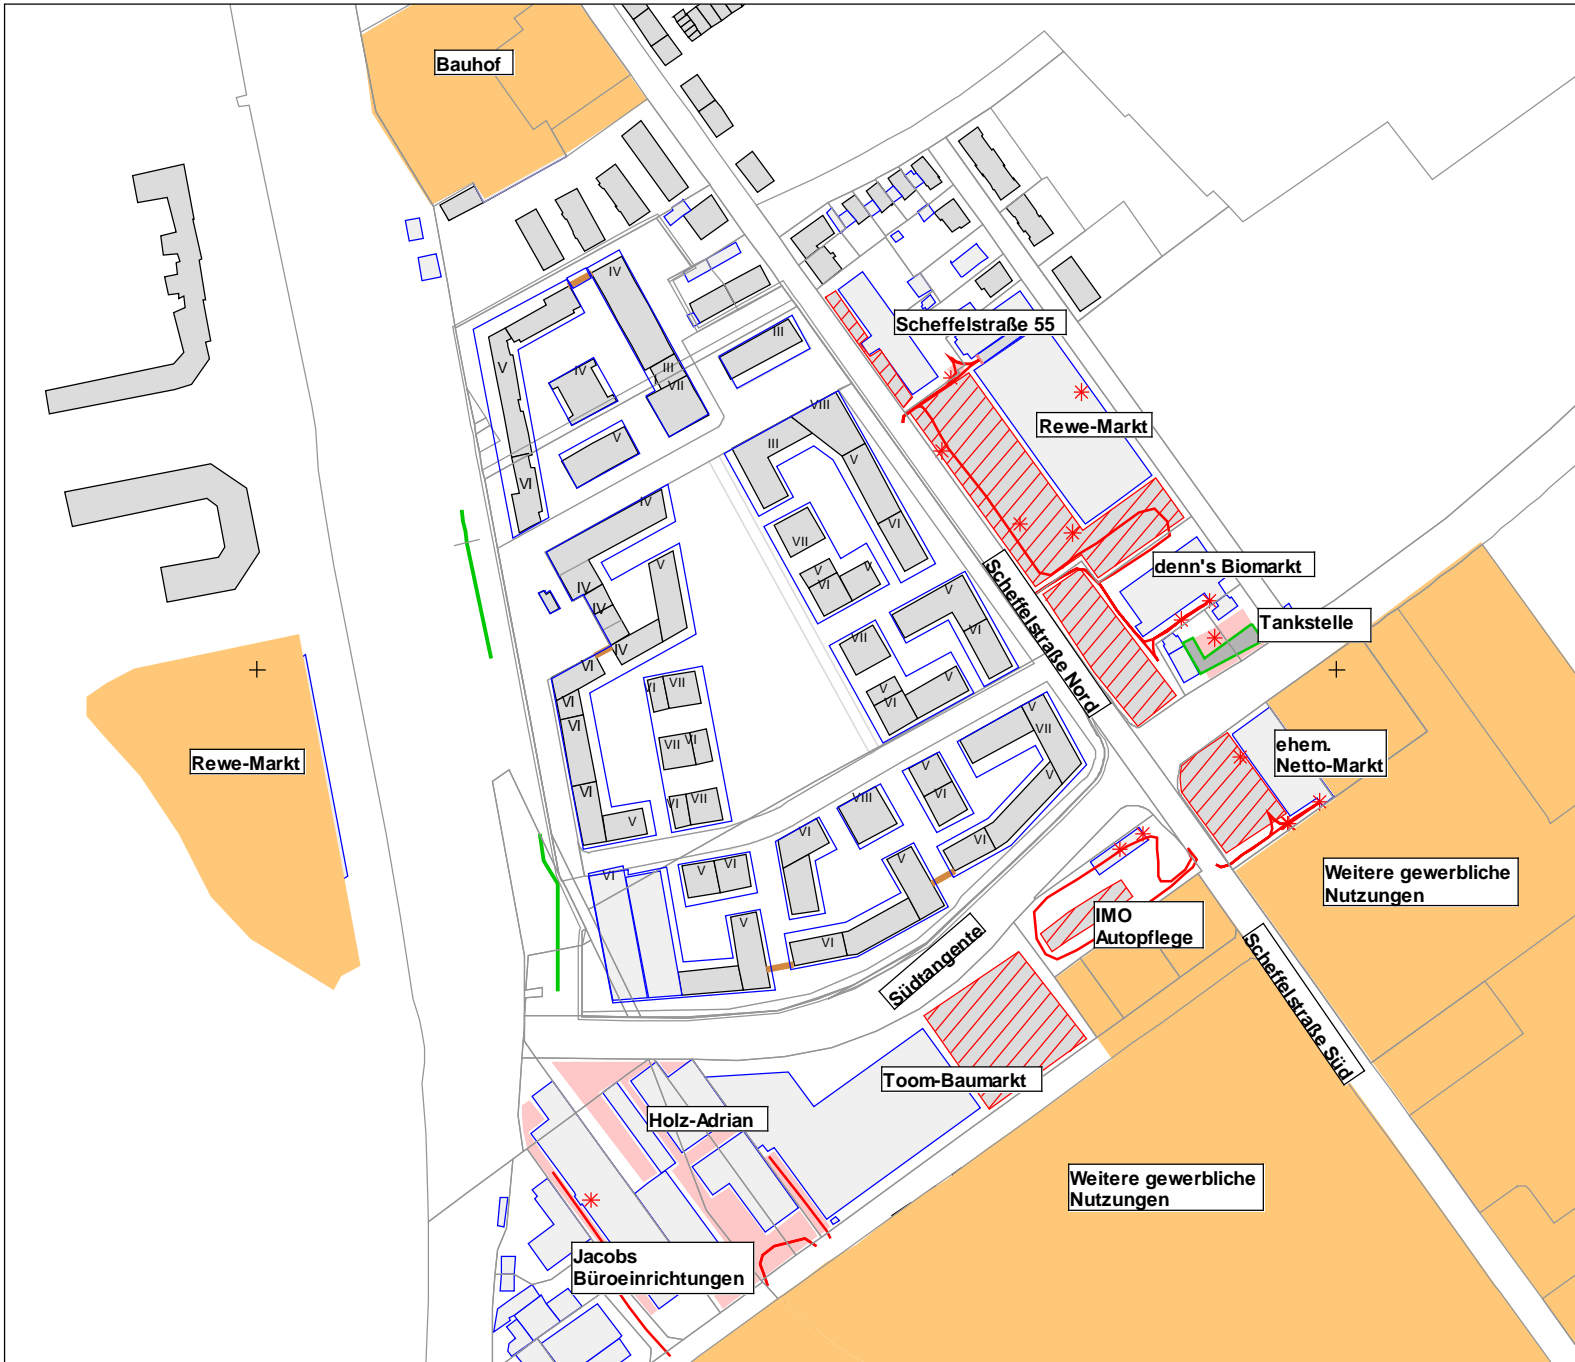 Bauhof
IV
V
IV
III
VII
III
V
VI
VIII
III
V
VI
VII
V
VI
V
Scheffelstraße 55
Rewe-Markt
denn's Biomarkt
Tankstelle
Scheffelstraße Nord
IV
V
IV
IV
IV
VI
VI
VI
VI
V
VI
VII
VII
VI
VI
VII
V
VI
VII
V
VI
V
V
VII
V
V
VI
VIII
VI
VI
V
V
VI
VI
V
VI
Rewe-Markt
ehem.
Netto-Markt
Weitere gewerbliche
Nutzungen
IMO
Autopflege
Südtangente
Scheffelstraße Süd
Toom-Baumarkt
Holz-Adrian
Weitere gewerbliche
Nutzungen
Jacobs
Büroeinrichtungen